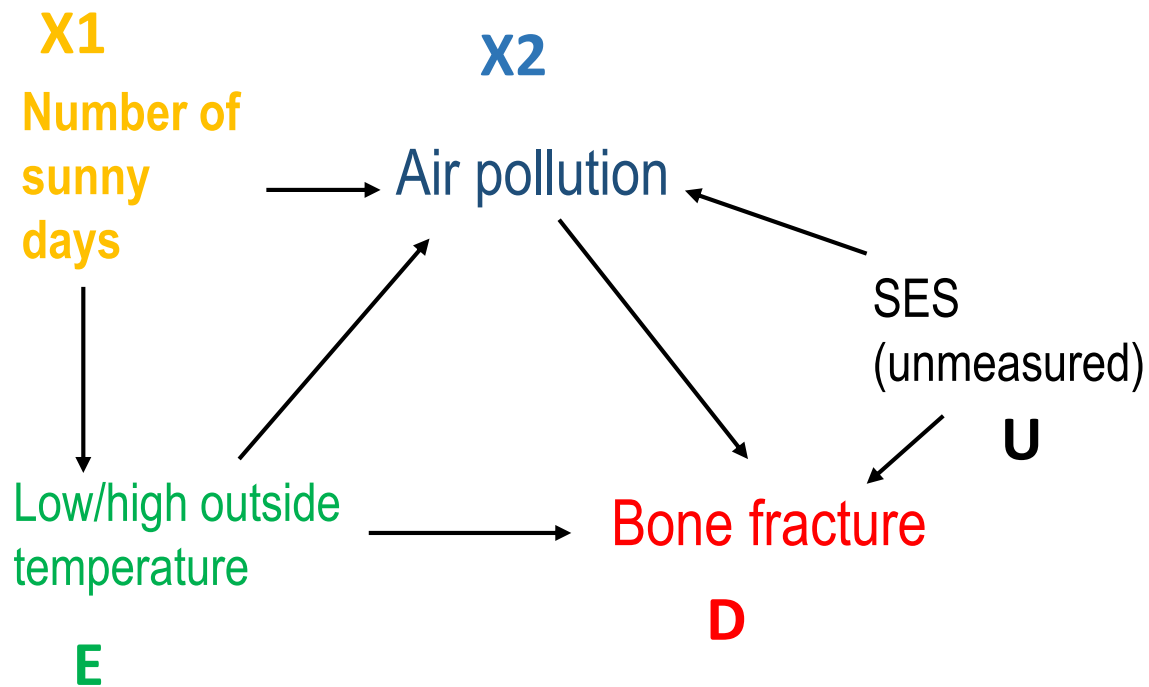 X1
Number of
sunny
days
X2
Air pollution
SES
(unmeasured)
U
Low/high outside
temperature
E
Bone fracture
D